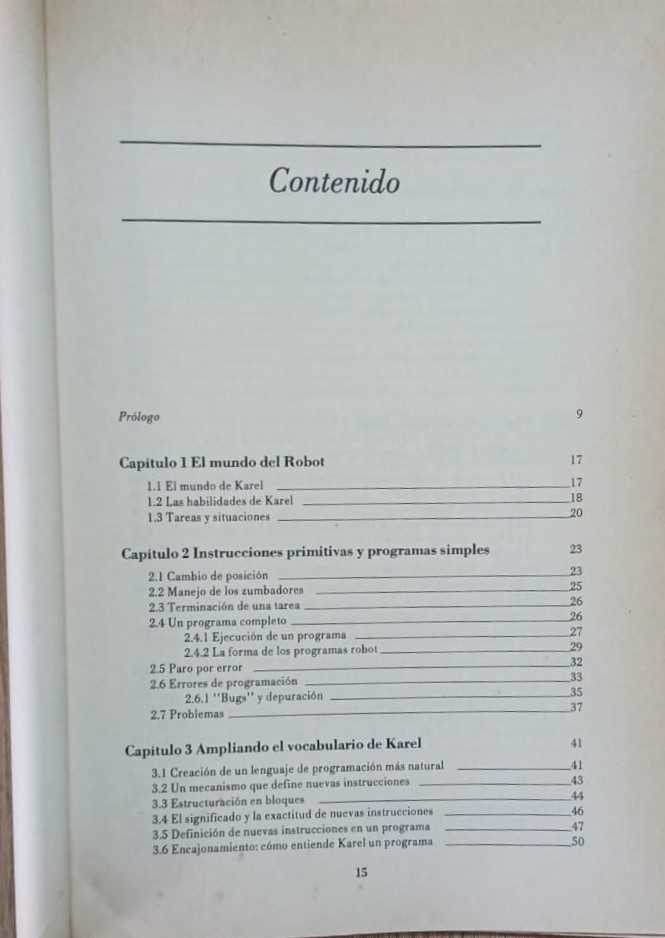 Contenido
Prólogo 9
Capítulo 1 El mundo del Robot 17
1.1 El mundo de Karel 17
1.2 Las habilidades de Karel 18
1.3 Tareas y situaciones 20
Capítulo 2 Instrucciones primitivas y programas simples 23
2.1 Cambio de posición 23
2.2 Manejo de los zumbadores 25
2.3 Terminación de una tarea 26
2.4 Un programa completo 26
2.4.1 Ejecución de un programa 27
2.4.2 La forma de los programas robot 29
2.5 Paro por error 32
2.6 Errores de programación 33
2.6.1 "Bugs" y depuración 35
2.7 Problemas 37
Capítulo 3 Ampliando el vocabulario de Karel 41
3.1 Creación de un lenguaje de programación más natural 41
3.2 Un mecanismo que define nuevas instrucciones 43
3.3 Estructuración en bloques 44
3.4 El significado y la exactitud de nuevas instrucciones 46
3.5 Definición de nuevas instrucciones en un programa 47
3.6 Encajonamiento: cómo entiende Karel un programa 50
15